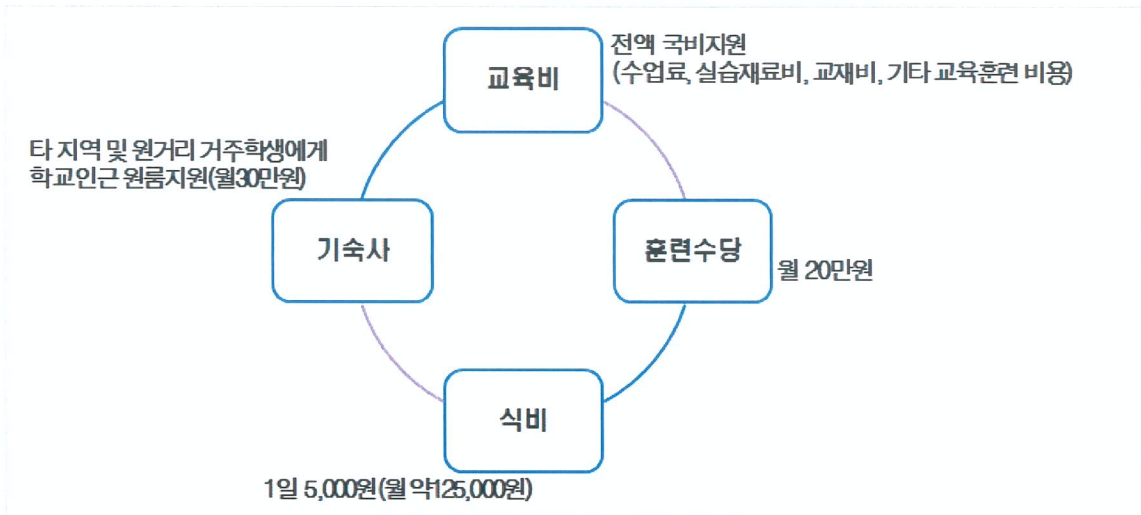 교육비
전액 국비지원
(수업료, 실습재료비, 교재비, 기타 교육훈련 비용)
타 지역 및 원거리 거주학생에게
학교인근 원룸지원(월30만원)
기숙사
훈련수당
월 20만원
식비
1일 5,000원(월 약125,000원)